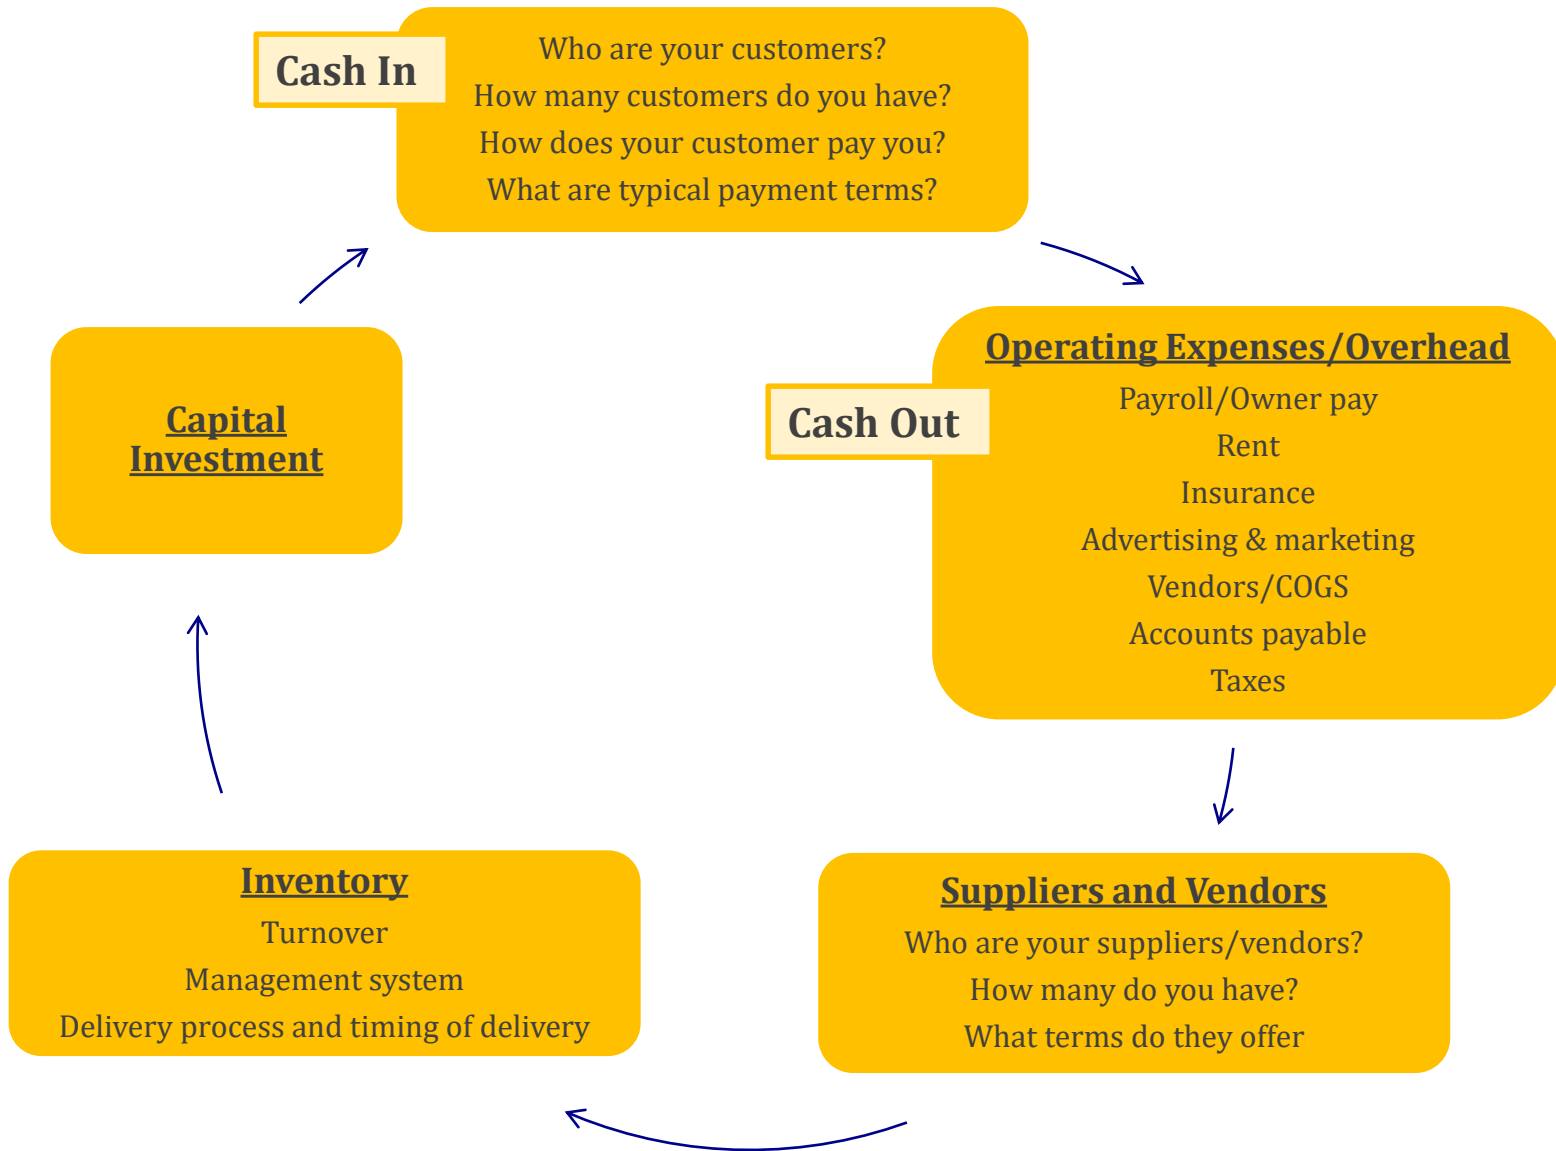 Cash In
Who are your customers?
How many customers do you have?
How does your customer pay you?
What are typical payment terms?
Operating Expenses/Overhead
Cash Out
Payroll/Owner pay
Rent
Insurance
Advertising & marketing
Vendors/COGS
Accounts payable
Taxes
Suppliers and Vendors
Who are your suppliers/vendors?
How many do you have?
What terms do they offer
Inventory
Turnover
Management system
Delivery process and timing of delivery
Capital
Investment